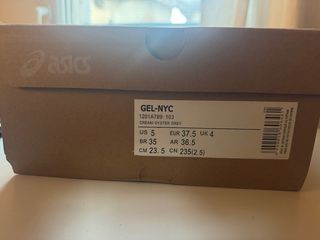 asics
GEL-NYC
1201A789-103
CREAM/OYSTER GREY
US 5 EUR 37.5 UK 4
BR 35 AR 36.5
CM 23.5 CN 235(2.5)